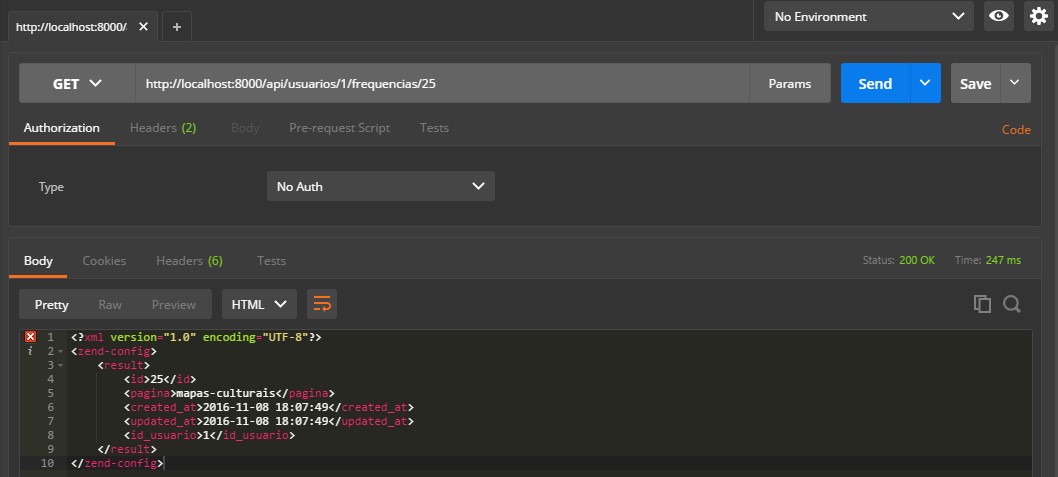 http://localhost:8000/ ✕ +
No Environment
GET http://localhost:8000/api/usuarios/1/frequencias/25 Params Send Save
Authorization Headers (2) Body Pre-request Script Tests Code
Type No Auth
Body Cookies Headers (6) Tests Status: 200 OK Time: 247 ms
Pretty Raw Preview HTML
1 <?xml version="1.0" encoding="UTF-8"?>
i 2 <zend-config>
3 <result>
4 <id>25</id>
5 <pagina>mapas-culturais</pagina>
6 <created_at>2016-11-08 18:07:49</created_at>
7 <updated_at>2016-11-08 18:07:49</updated_at>
8 <id_usuario>1</id_usuario>
9 </result>
10 </zend-config>